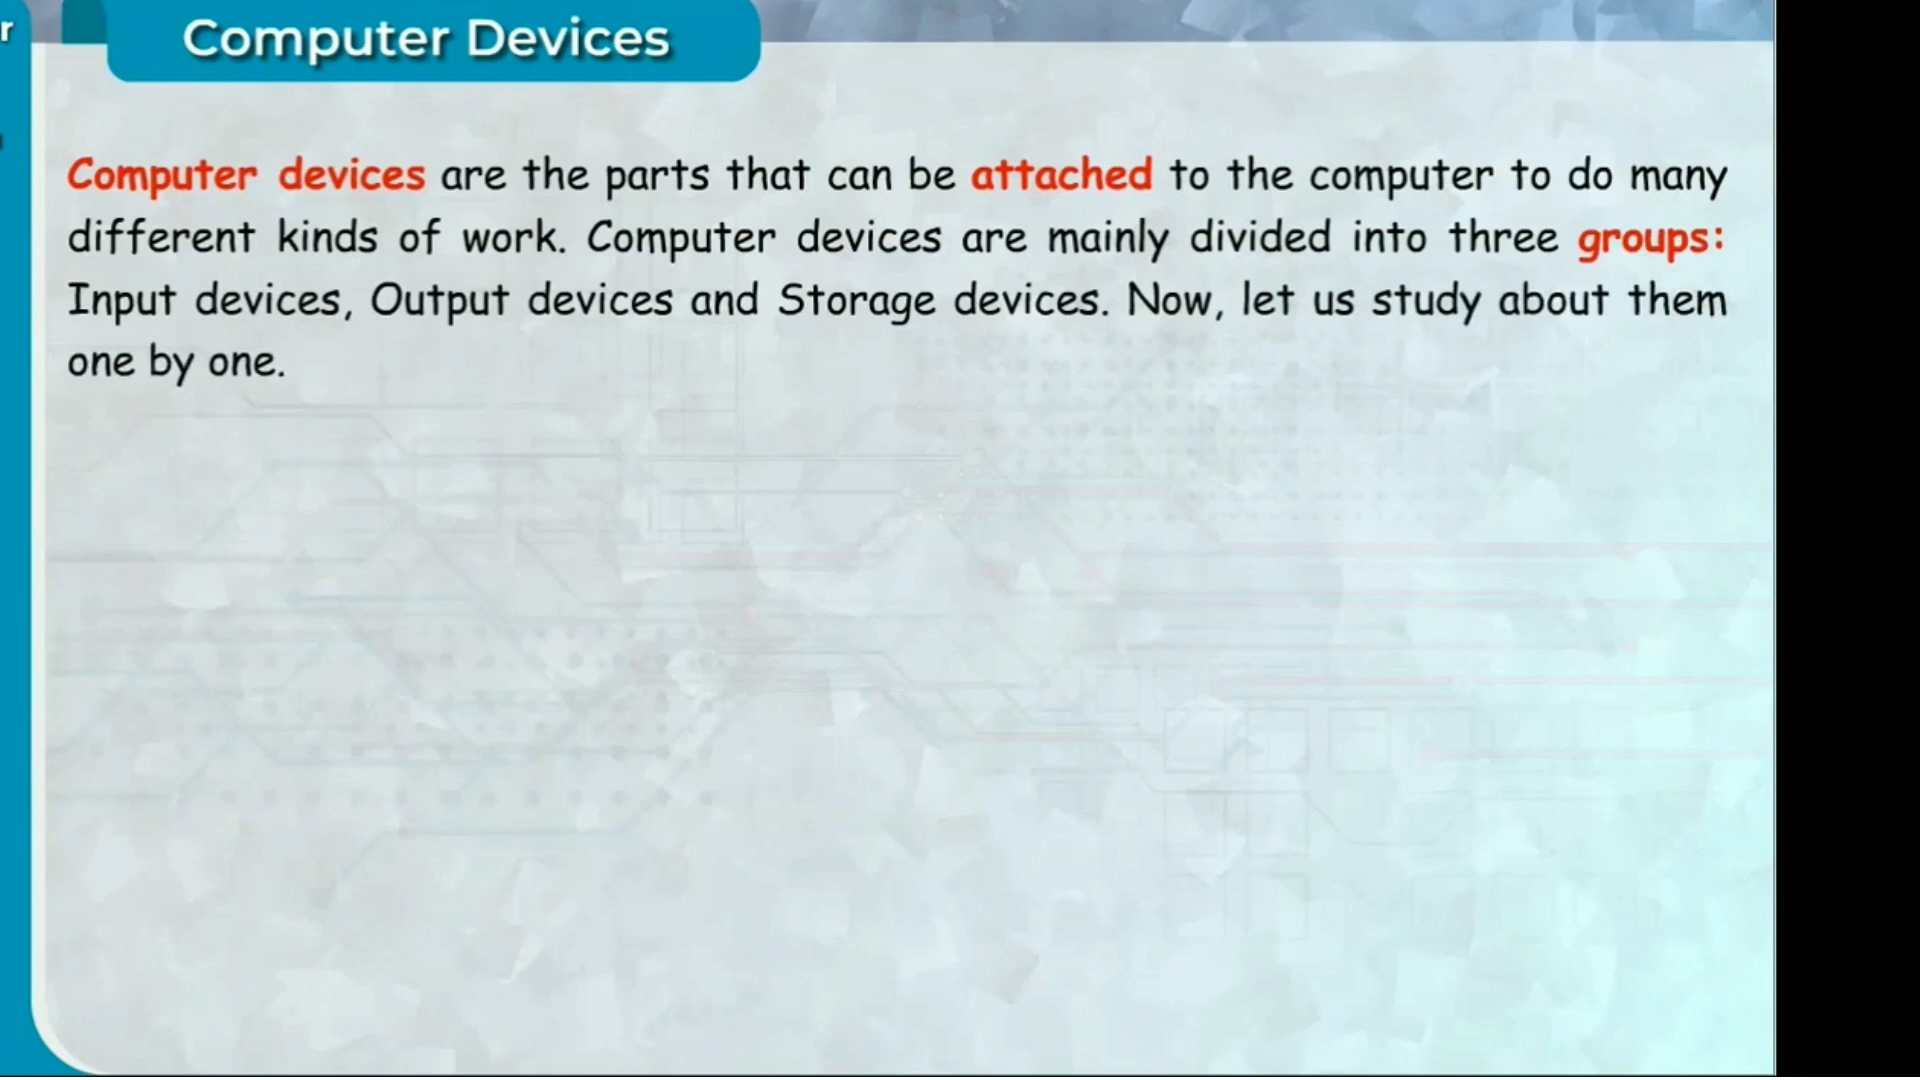 Computer Devices
Computer devices are the parts that can be attached to the computer to do many
different kinds of work. Computer devices are mainly divided into three groups:
Input devices, Output devices and Storage devices. Now, let us study about them
one by one.